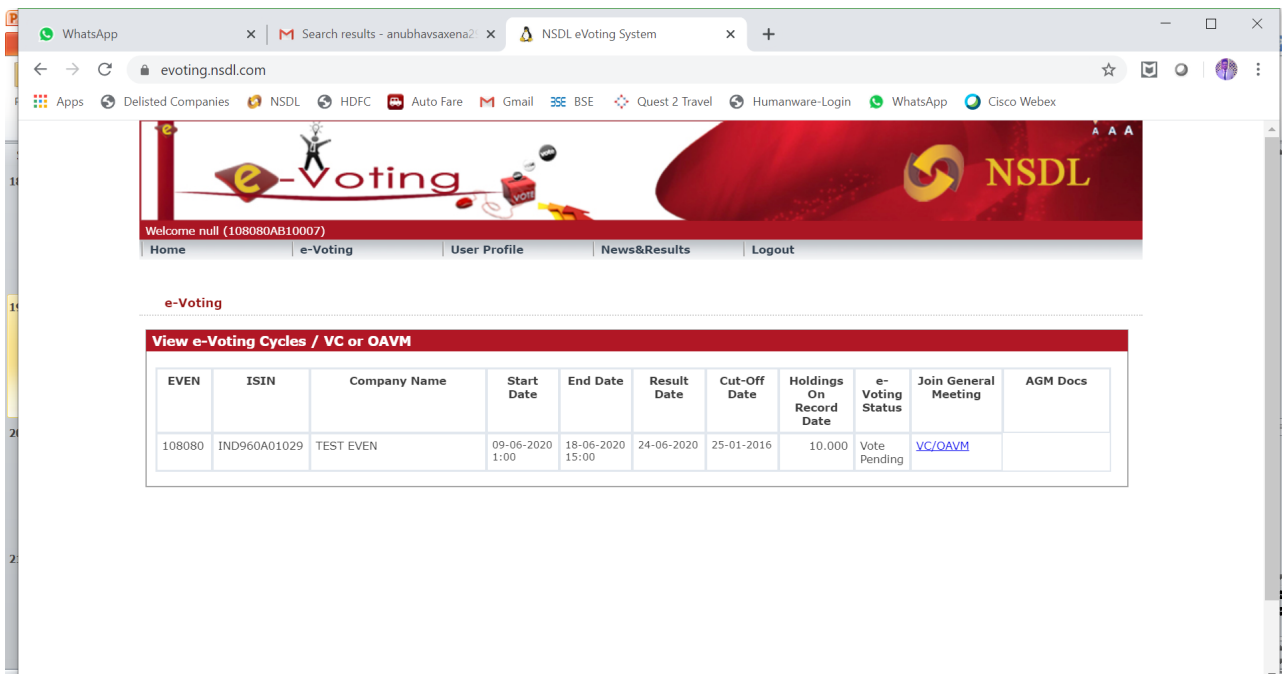 WhatsApp
Search results - anubhavsaxena2
NSDL eVoting System
evoting.nsdl.com
Apps Delisted Companies NSDL HDFC Auto Fare Gmail BSE Quest 2 Travel Humanware-Login WhatsApp Cisco Webex
A A A
e-Voting
VOTE
NSDL
Welcome null (108080AB10007)
Home e-Voting User Profile News&Results Logout
e-Voting
View e-Voting Cycles / VC or OAVM
EVEN ISIN Company Name Start Date End Date Result Date Cut-Off Date Holdings On Record Date e-Voting Status Join General Meeting AGM Docs
108080 IND960A01029 TEST EVEN 09-06-2020 1:00 18-06-2020 15:00 24-06-2020 25-01-2016 10.000 Vote Pending VC/OAVM